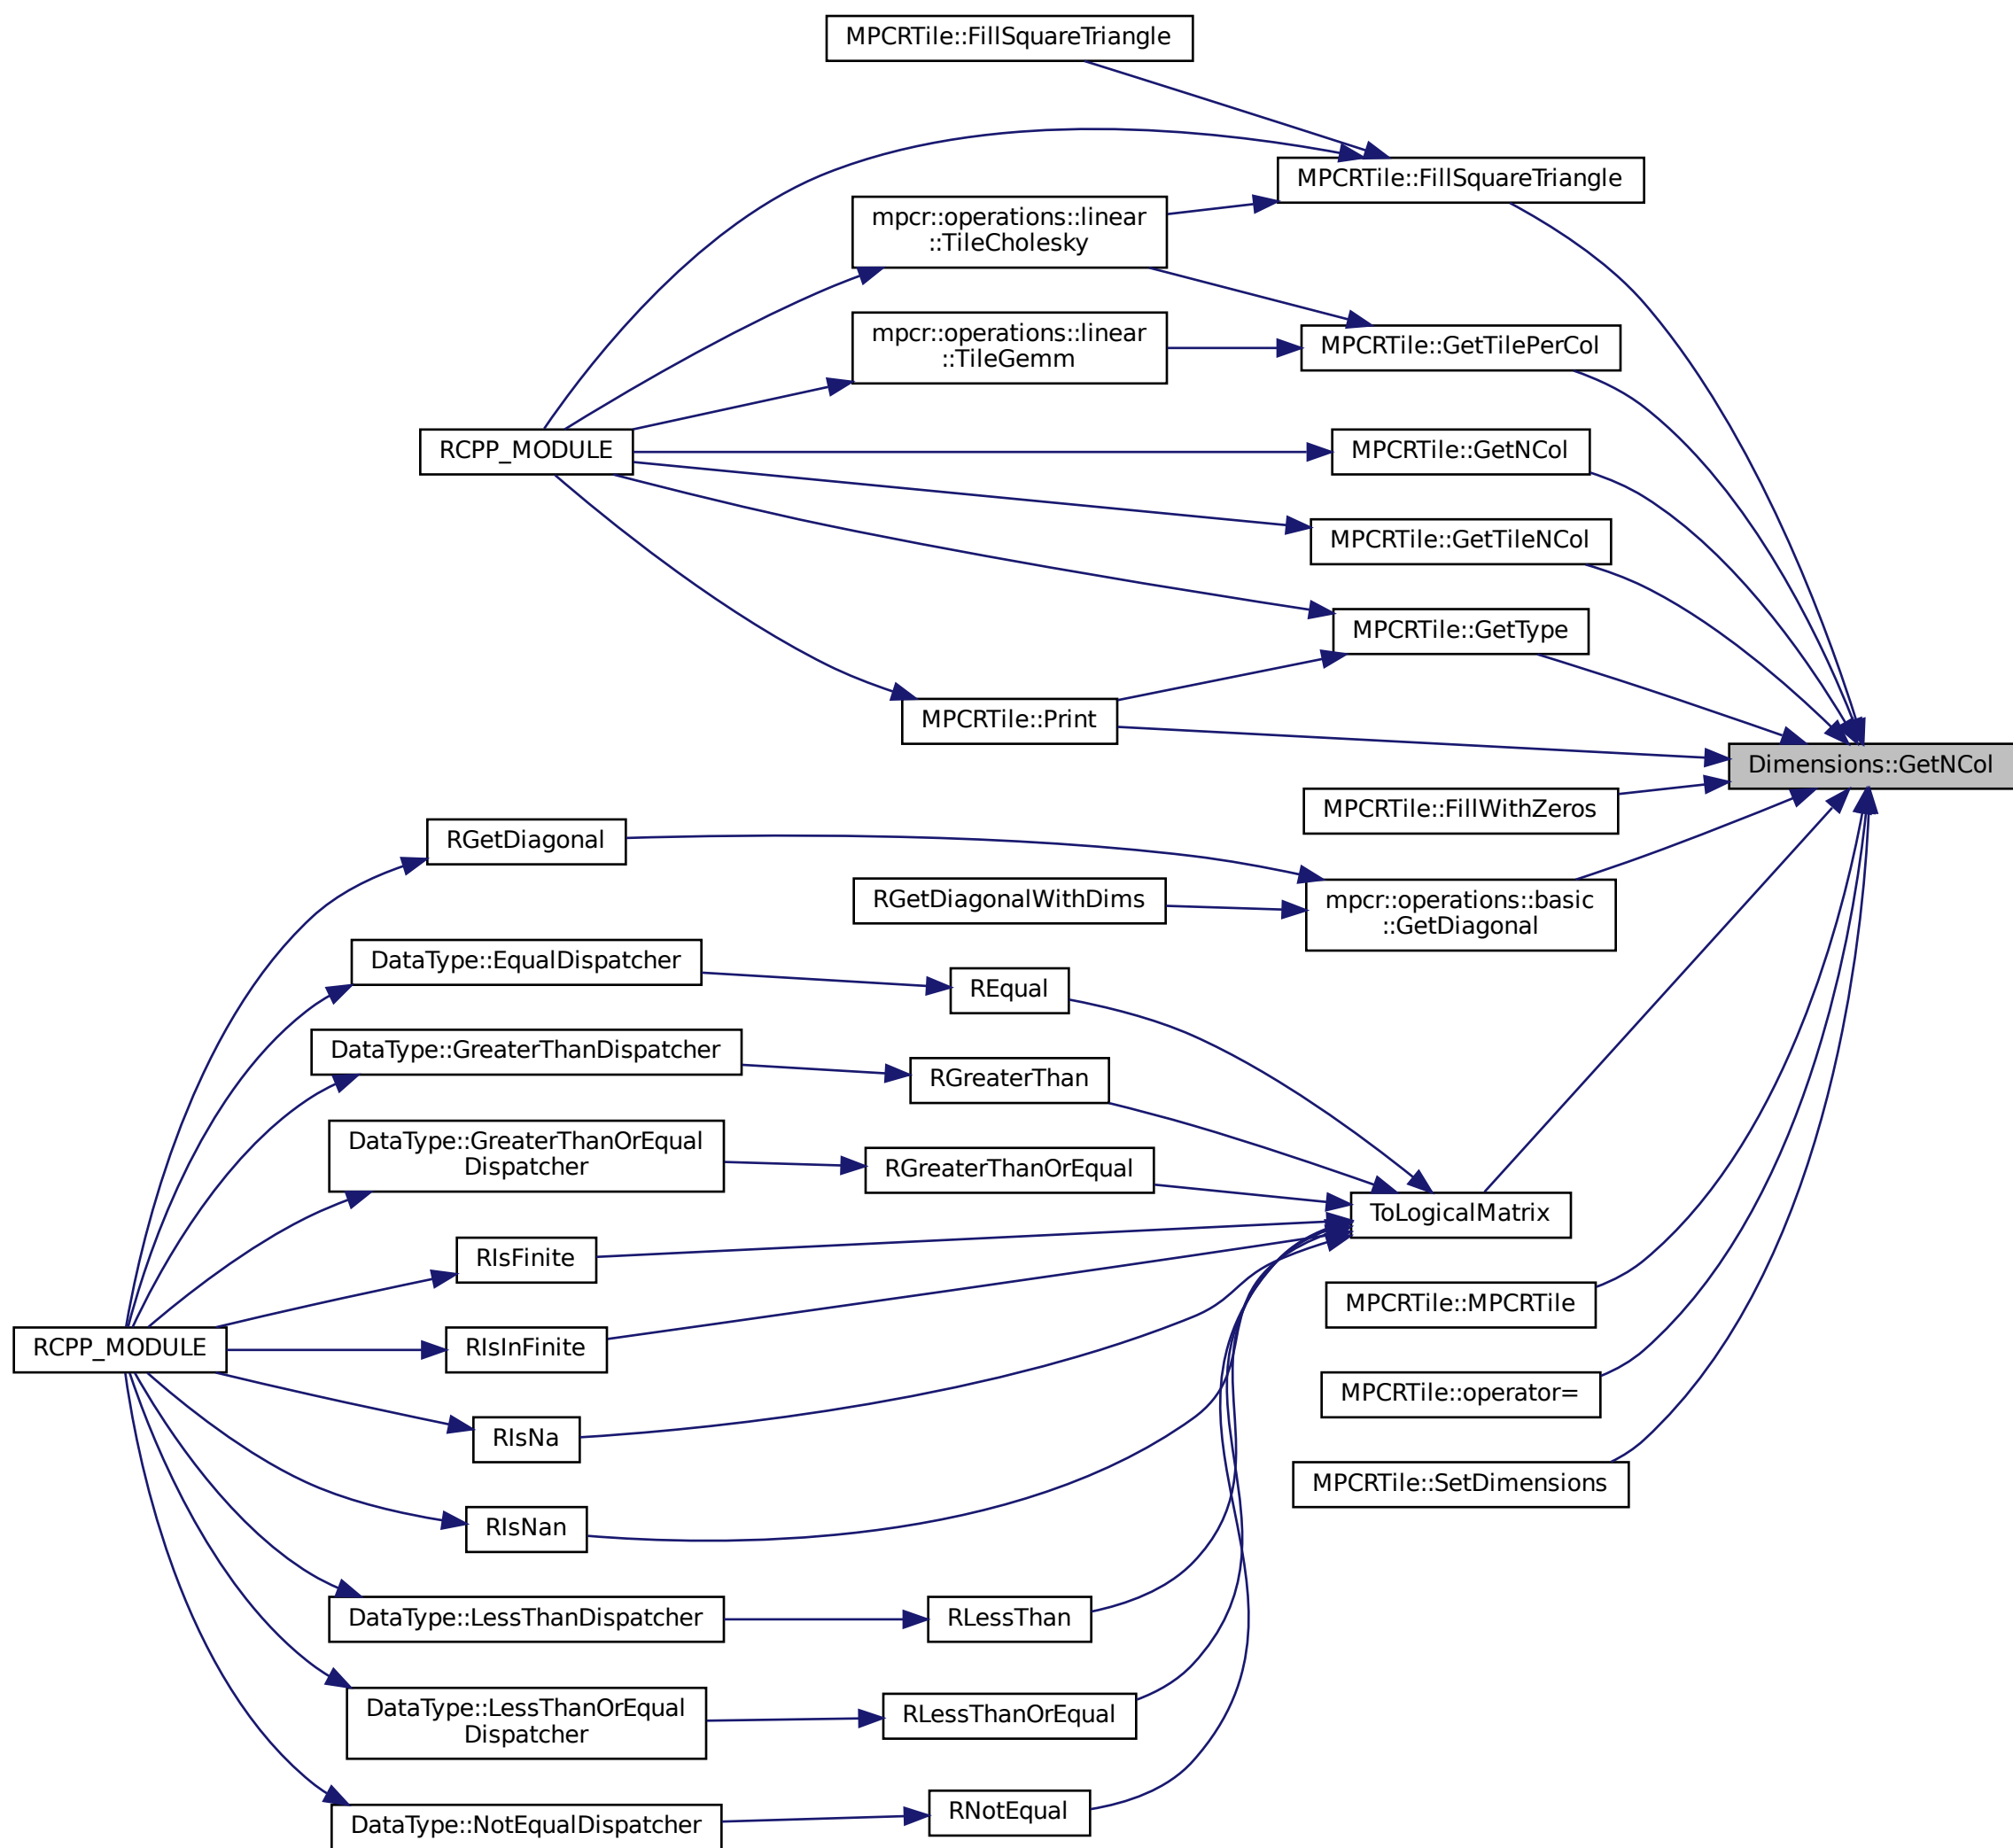 MPCRTile::FillSquareTriangle
MPCRTile::FillSquareTriangle
mpcr::operations::linear
::TileCholesky
mpcr::operations::linear
::TileGemm
MPCRTile::GetTilePerCol
RCPP_MODULE
MPCRTile::GetNCol
MPCRTile::GetTileNCol
MPCRTile::GetType
MPCRTile::Print
Dimensions::GetNCol
MPCRTile::FillWithZeros
RGetDiagonal
RGetDiagonalWithDims
mpcr::operations::basic
::GetDiagonal
DataType::EqualDispatcher
REqual
DataType::GreaterThanDispatcher
RGreaterThan
DataType::GreaterThanOrEqual
Dispatcher
RGreaterThanOrEqual
ToLogicalMatrix
RIsFinite
MPCRTile::MPCRTile
RCPP_MODULE
RIsInFinite
MPCRTile::operator=
RIsNa
MPCRTile::SetDimensions
RIsNan
DataType::LessThanDispatcher
RLessThan
DataType::LessThanOrEqual
Dispatcher
RLessThanOrEqual
DataType::NotEqualDispatcher
RNotEqual